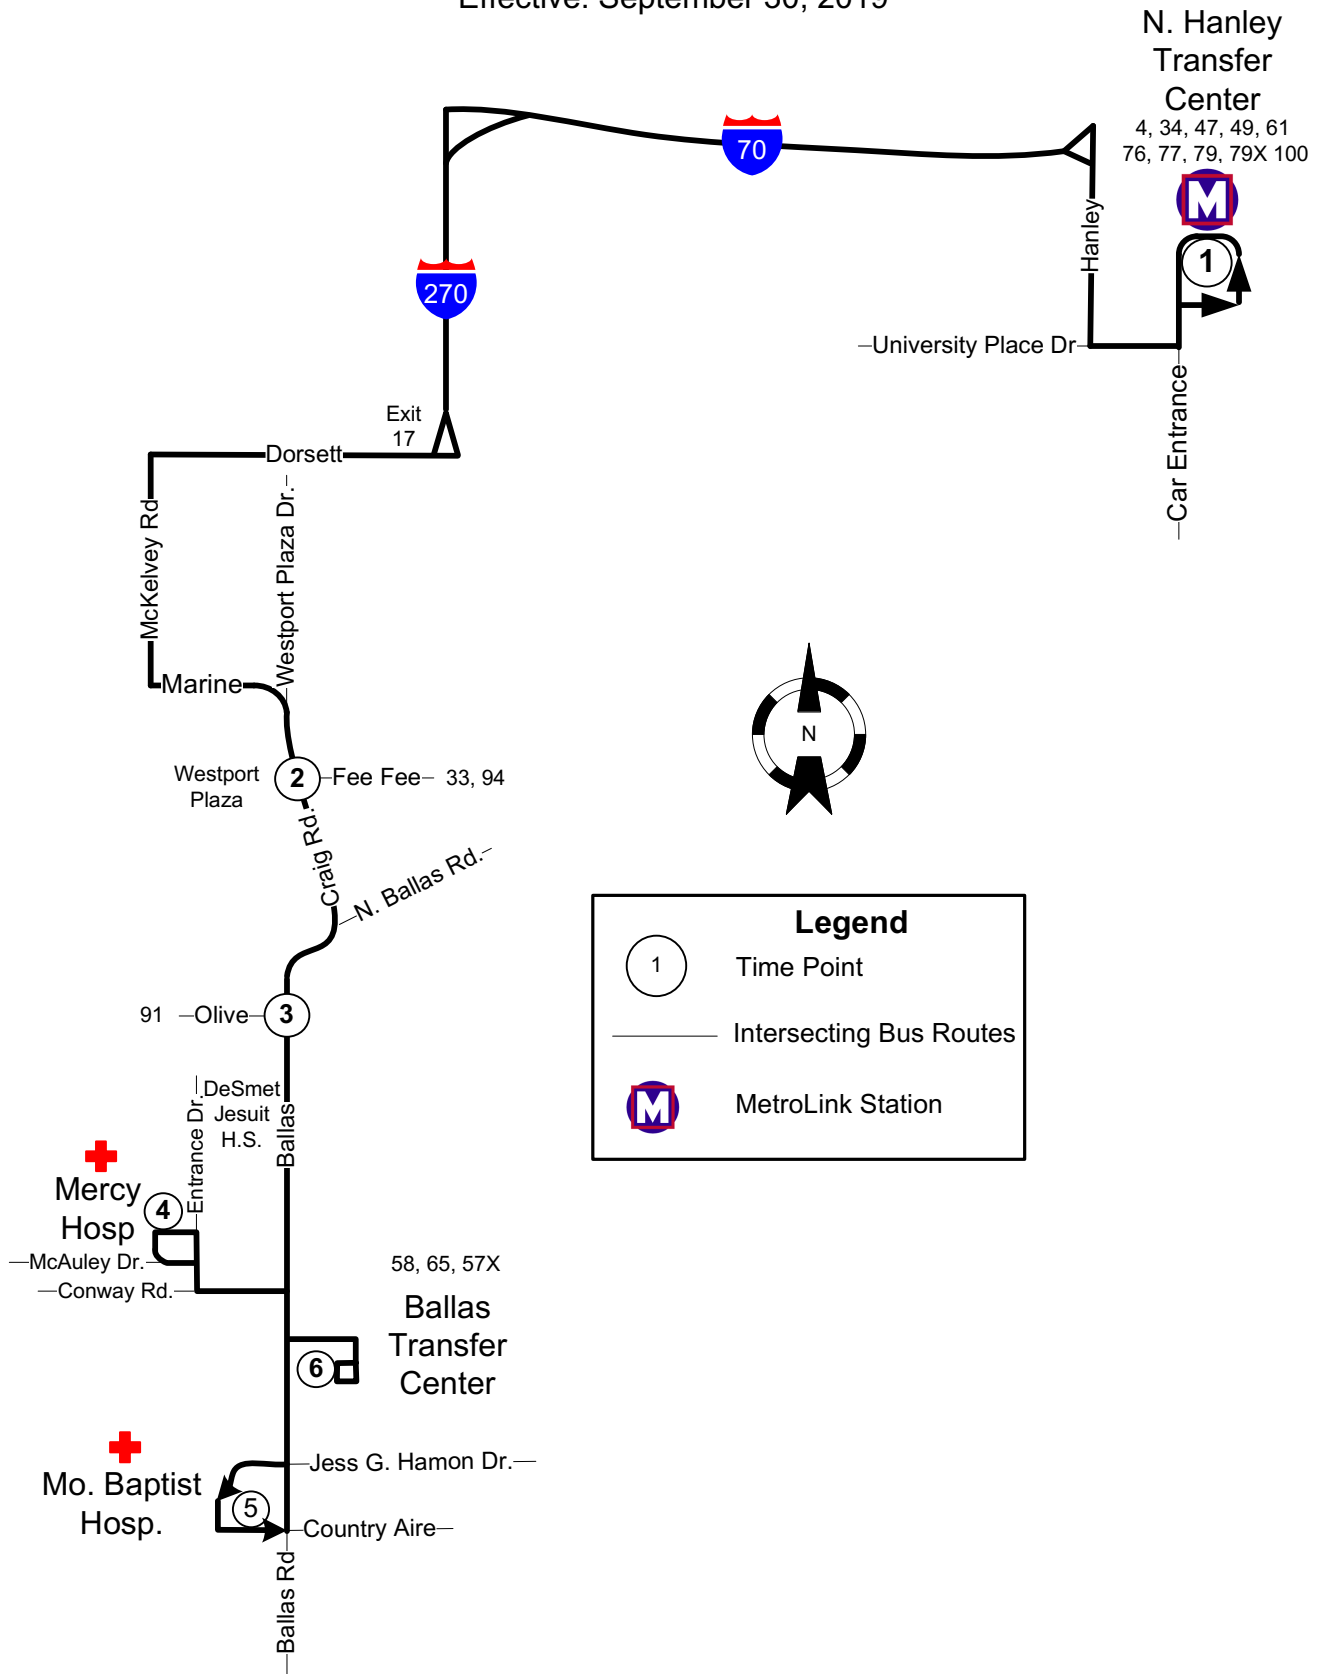 Effective: September 30, 2019
N. Hanley
Transfer
Center
4, 34, 47, 49, 61
76, 77, 79, 79X 100
M
1
70
Hanley
270
University Place Dr
Car Entrance
Exit
17
Dorsett
McKelvey Rd
Westport Plaza Dr.
Marine
N
Westport
Plaza
2
Fee Fee
33, 94
Craig Rd.
N. Ballas Rd.
Legend
1
Time Point
Intersecting Bus Routes
M
MetroLink Station
91
Olive
3
Entrance Dr.
DeSmet
Jesuit
H.S.
Ballas
Mercy
Hosp
4
McAuley Dr.
Conway Rd.
58, 65, 57X
Ballas
Transfer
Center
6
Jess G. Hamon Dr.
Mo. Baptist
Hosp.
5
Country Aire
Ballas Rd